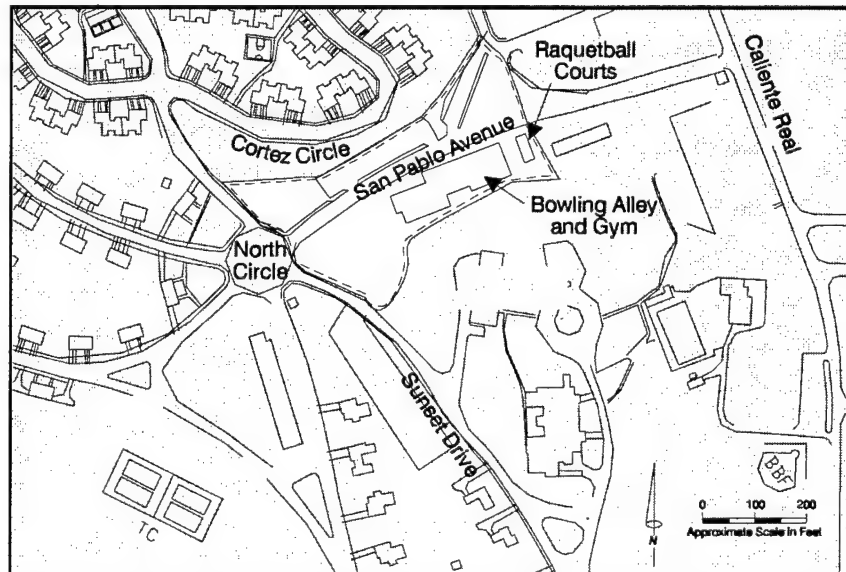 Raquetball
Courts
Caliente Real
Cortez Circle
San Pablo Avenue
Bowling Alley
and Gym
North
Circle
Sunset Drive
BBF
TC
0 100 200
Approximate Scale in Feet
N